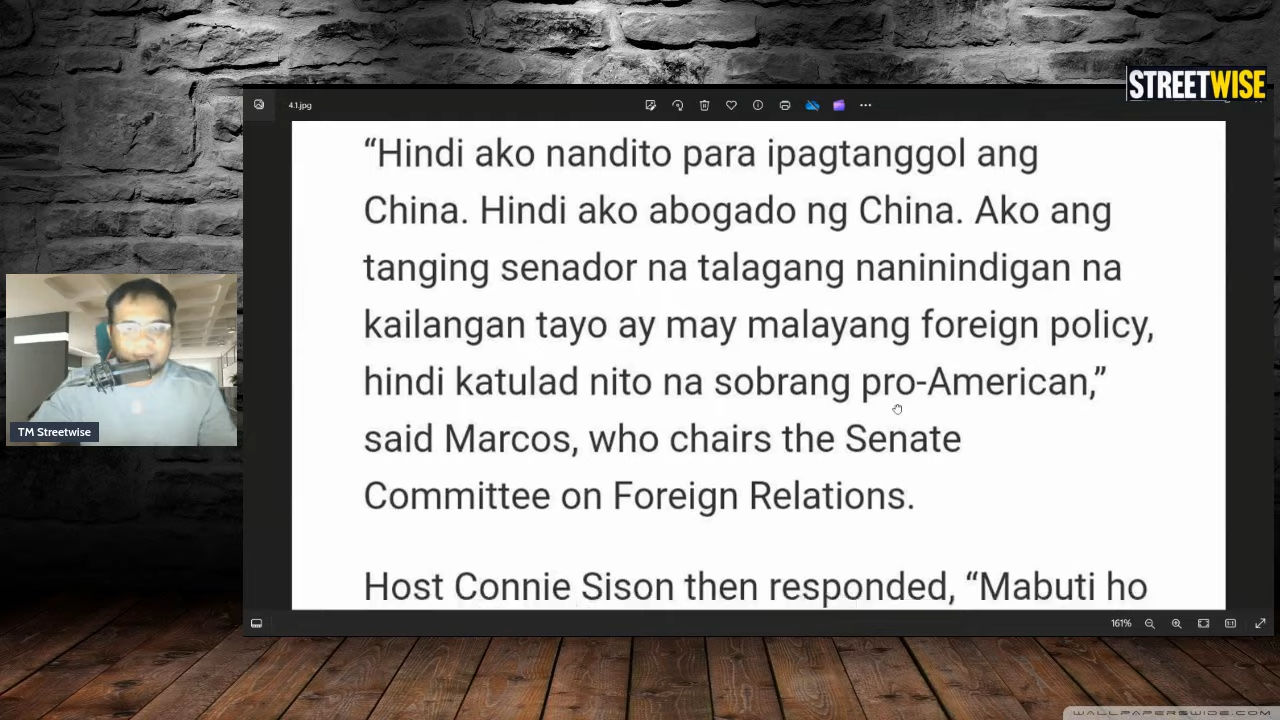 STREETWISE
4.1.jpg
“Hindi ako nandito para ipagtanggol ang
China. Hindi ako abogado ng China. Ako ang
tanging senador na talagang naninindigan na
kailangan tayo ay may malayang foreign policy,
hindi katulad nito na sobrang pro-American,”
said Marcos, who chairs the Senate
Committee on Foreign Relations.
Host Connie Sison then responded, “Mabuti ho
TM Streetwise
161%
WALLPAPERSWIDE.COM